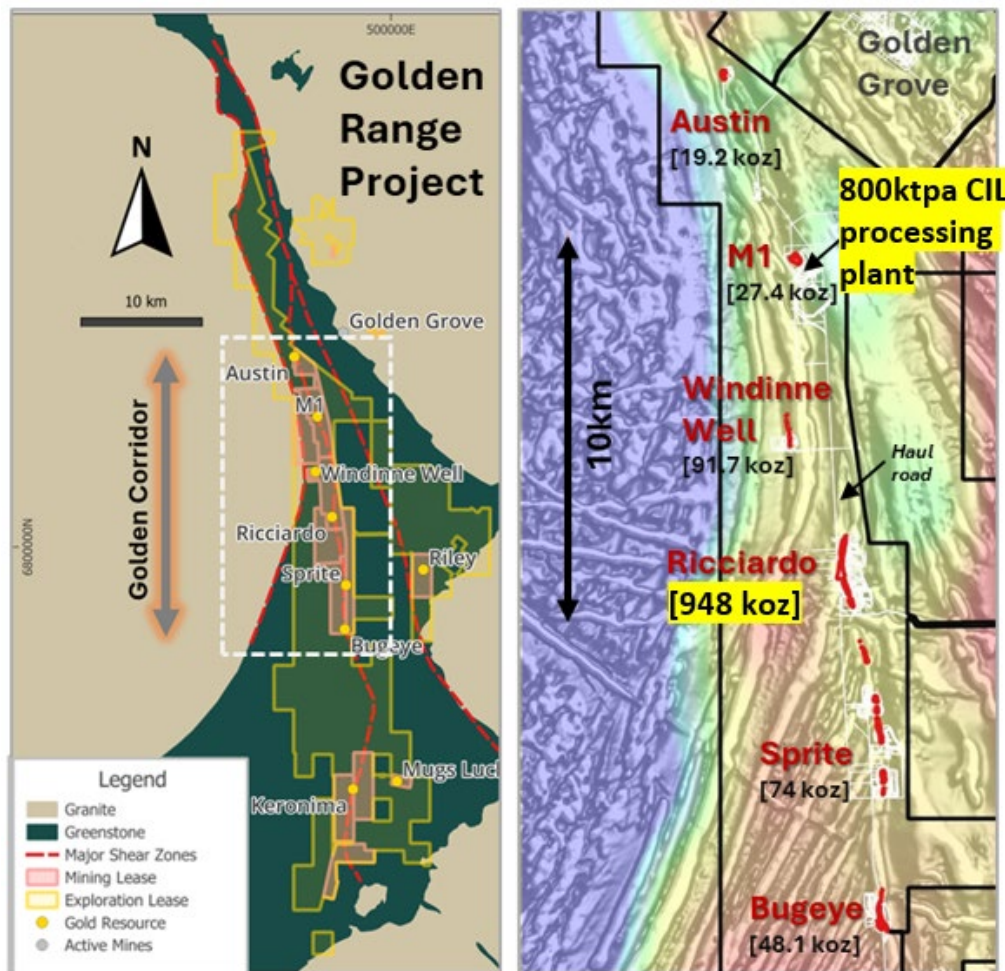 500000E
Golden
Range
Project
N
10 km
Golden Grove
Austin
M1
Windinne Well
Ricciardo
Riley
Sprite
Bugeye
Golden Corridor
6800000N
Mugs Luck
Keronima
Legend
Granite
Greenstone
Major Shear Zones
Mining Lease
Exploration Lease
Gold Resource
Active Mines
Golden
Grove
Austin
[19.2 koz]
800ktpa CIL
processing
plant
M1
[27.4 koz]
10km
Windinne
Well
[91.7 koz]
Haul
road
Ricciardo
[948 koz]
Sprite
[74 koz]
Bugeye
[48.1 koz]